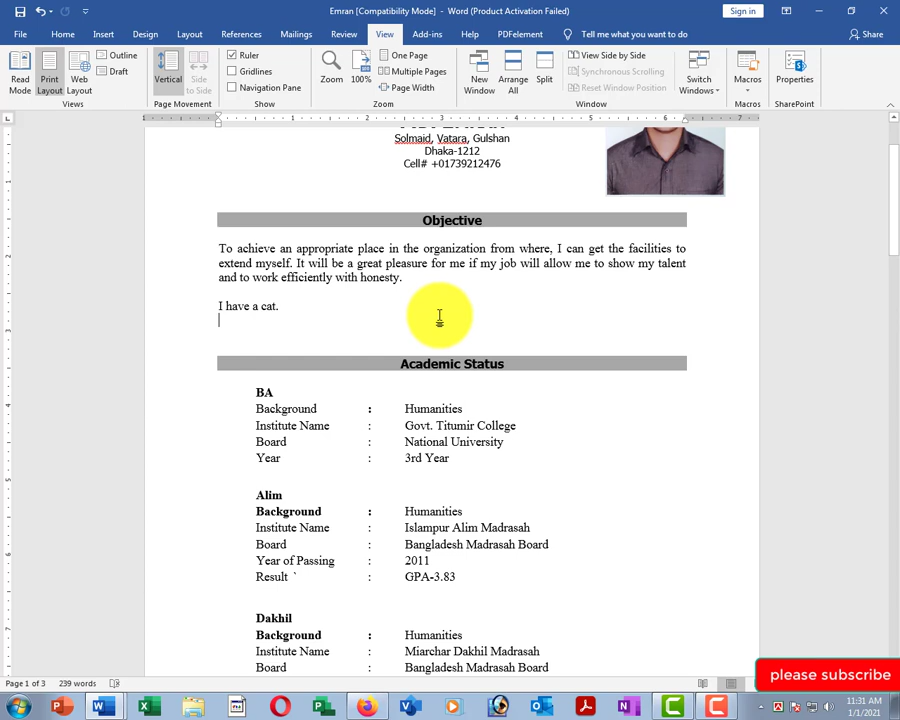 Emran [Compatibility Mode] - Word (Product Activation Failed)
Sign in
File Home Insert Design Layout References Mailings Review View Add-ins Help PDFelement Tell me what you want to do Share
Read Mode
Print Layout
Web Layout
Outline
Draft
Views
Vertical
Side to Side
Page Movement
Ruler
Gridlines
Navigation Pane
Show
Zoom
100%
One Page
Multiple Pages
Page Width
Zoom
New Window
Arrange All
Split
View Side by Side
Synchronous Scrolling
Reset Window Position
Window
Switch Windows
Macros
Macros
Properties
SharePoint
Solmaid, Vatara, Gulshan
Dhaka-1212
Cell# +01739212476
Objective
To achieve an appropriate place in the organization from where, I can get the facilities to
extend myself. It will be a great pleasure for me if my job will allow me to show my talent
and to work efficiently with honesty.
I have a cat.
Academic Status
BA
Background : Humanities
Institute Name : Govt. Titumir College
Board : National University
Year : 3rd Year
Alim
Background : Humanities
Institute Name : Islampur Alim Madrasah
Board : Bangladesh Madrasah Board
Year of Passing : 2011
Result ` : GPA-3.83
Dakhil
Background : Humanities
Institute Name : Miarchar Dakhil Madrasah
Board : Bangladesh Madrasah Board
please subscribe
Page 1 of 3 239 words
11:31 AM
1/1/2021